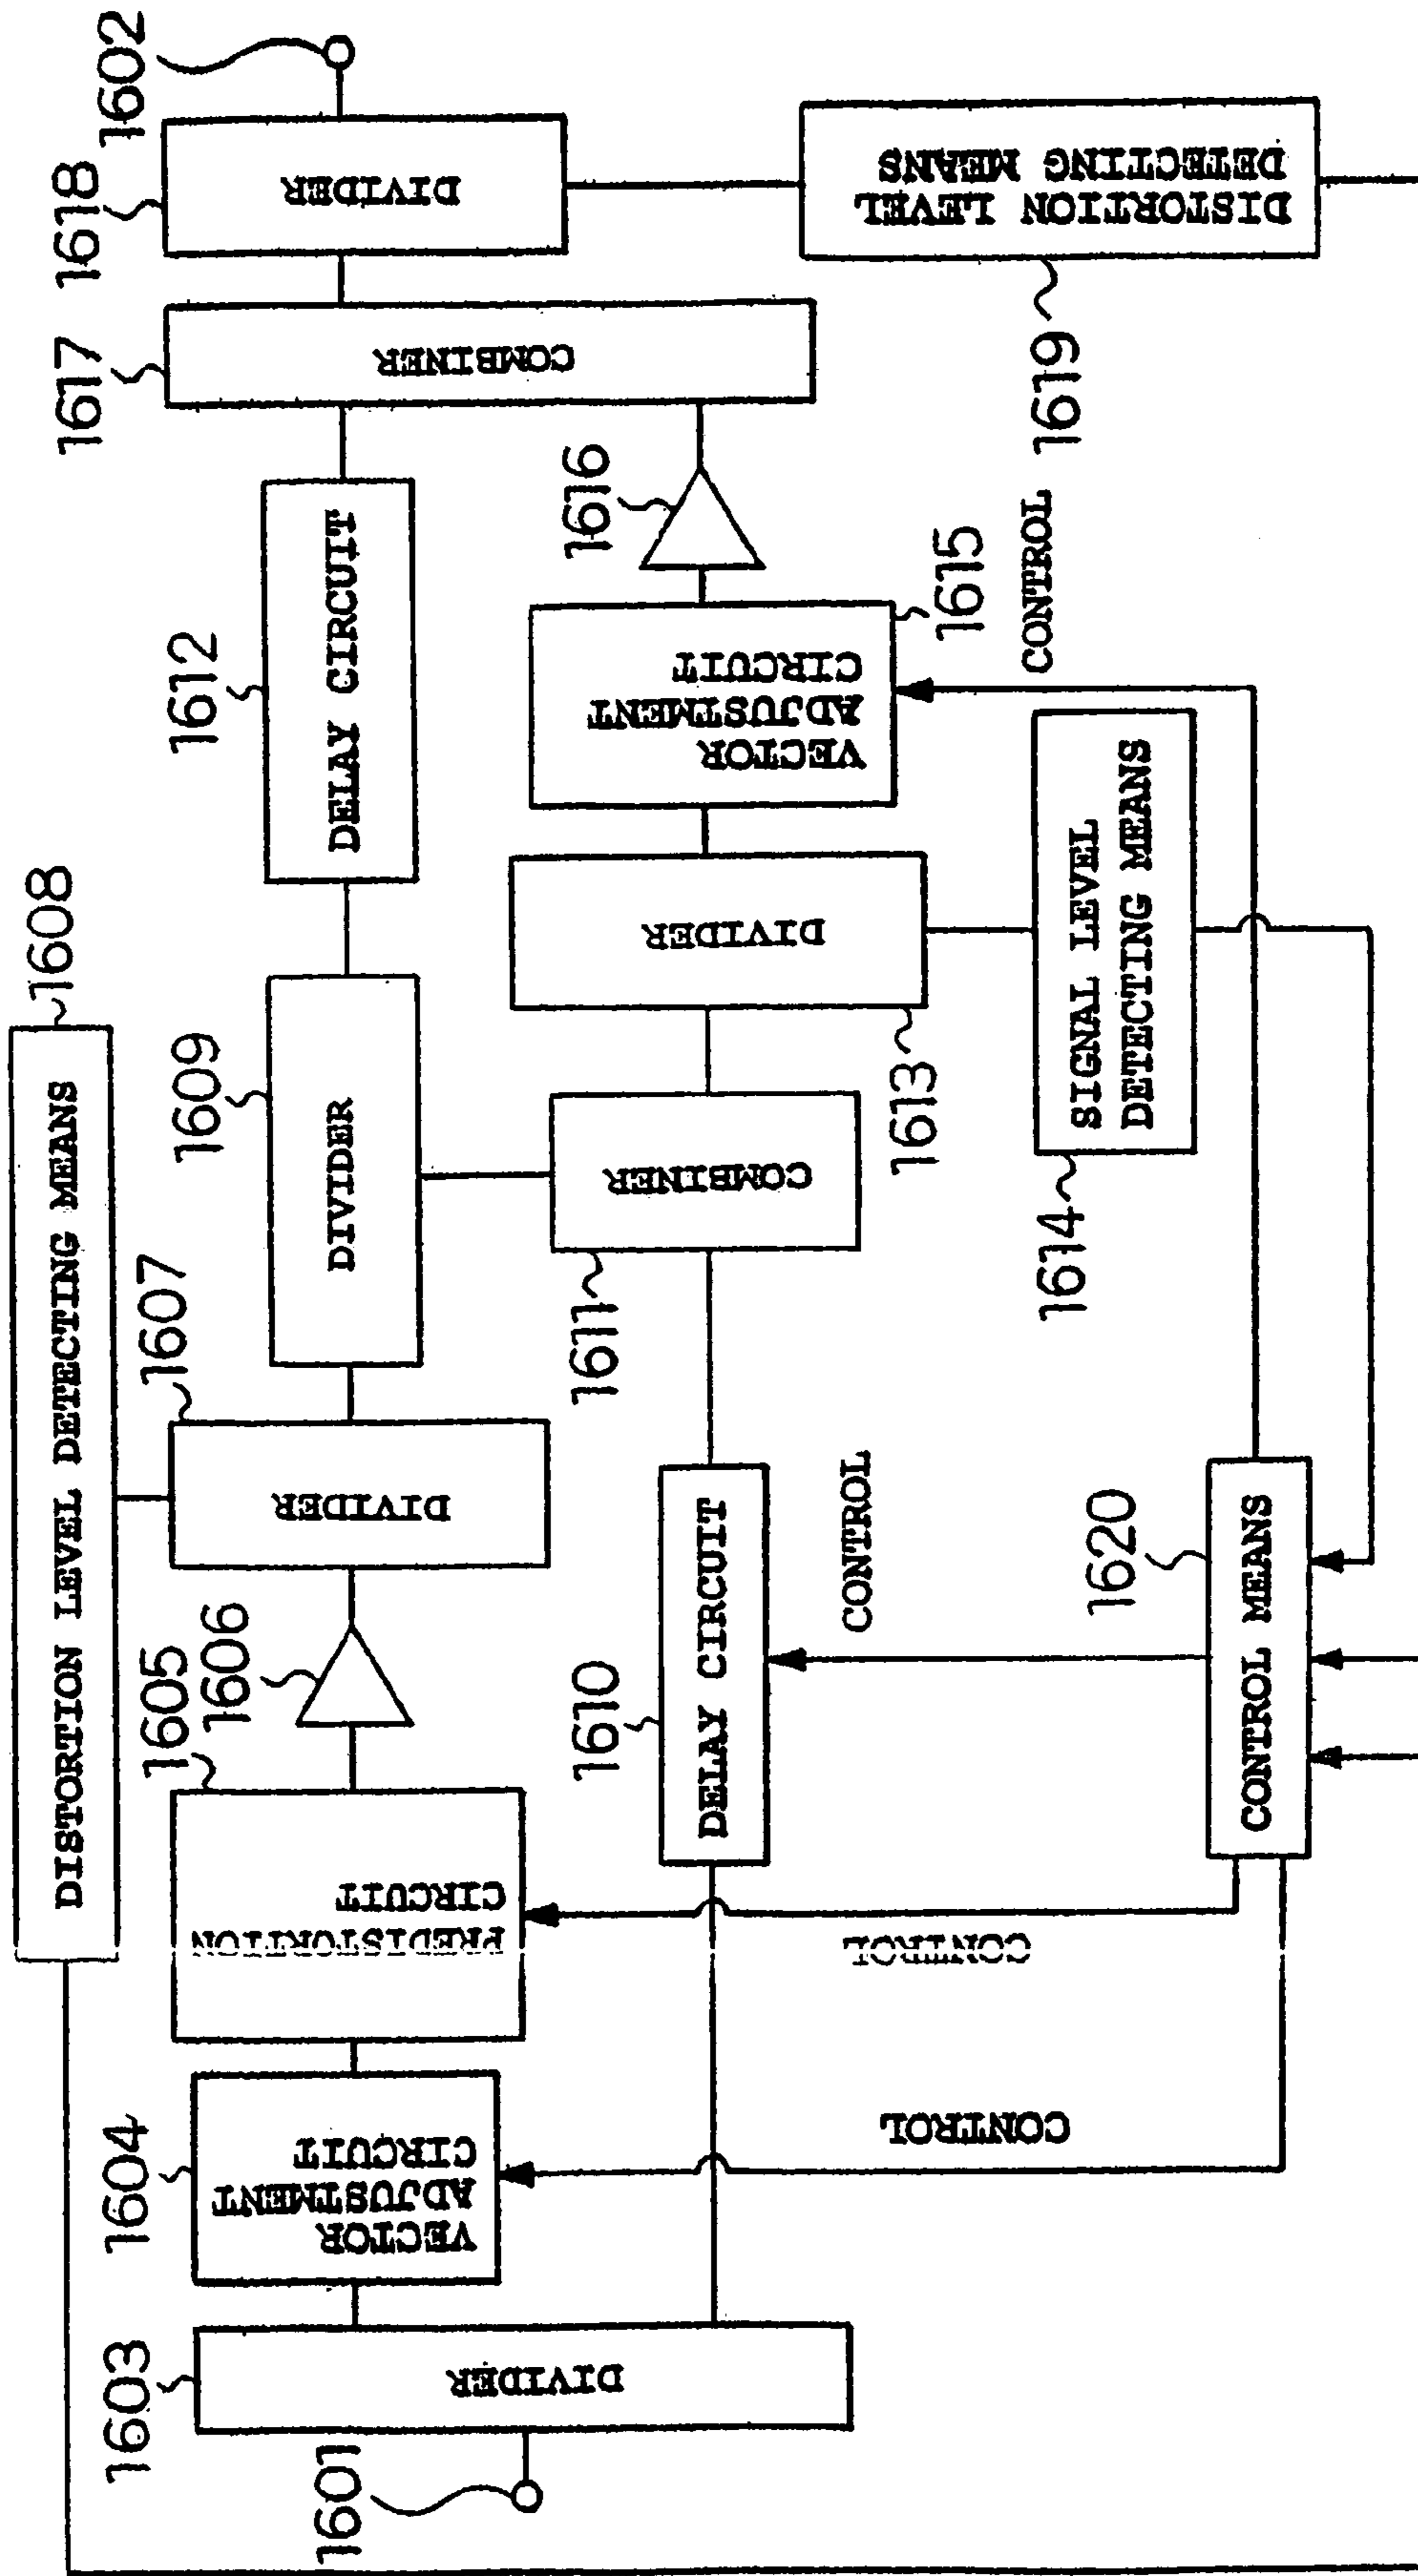 DISTORTION LEVEL DETECTING MEANS
1608
1601
1603
DIVIDER
1604
VECTOR
ADJUSTMENT
CIRCUIT
1605
PREDISTORTION
CIRCUIT
1606
1607
DIVIDER
1609
DIVIDER
1612
DELAY CIRCUIT
1617
COMBINER
1618
DIVIDER
1602
1610
DELAY CIRCUIT
1611
COMBINER
1613
DIVIDER
1615
VECTOR
ADJUSTMENT
CIRCUIT
1616
CONTROL
CONTROL
CONTROL
CONTROL
1614
SIGNAL LEVEL
DETECTING MEANS
1619
DISTORTION LEVEL
DETECTING MEANS
1620
CONTROL MEANS